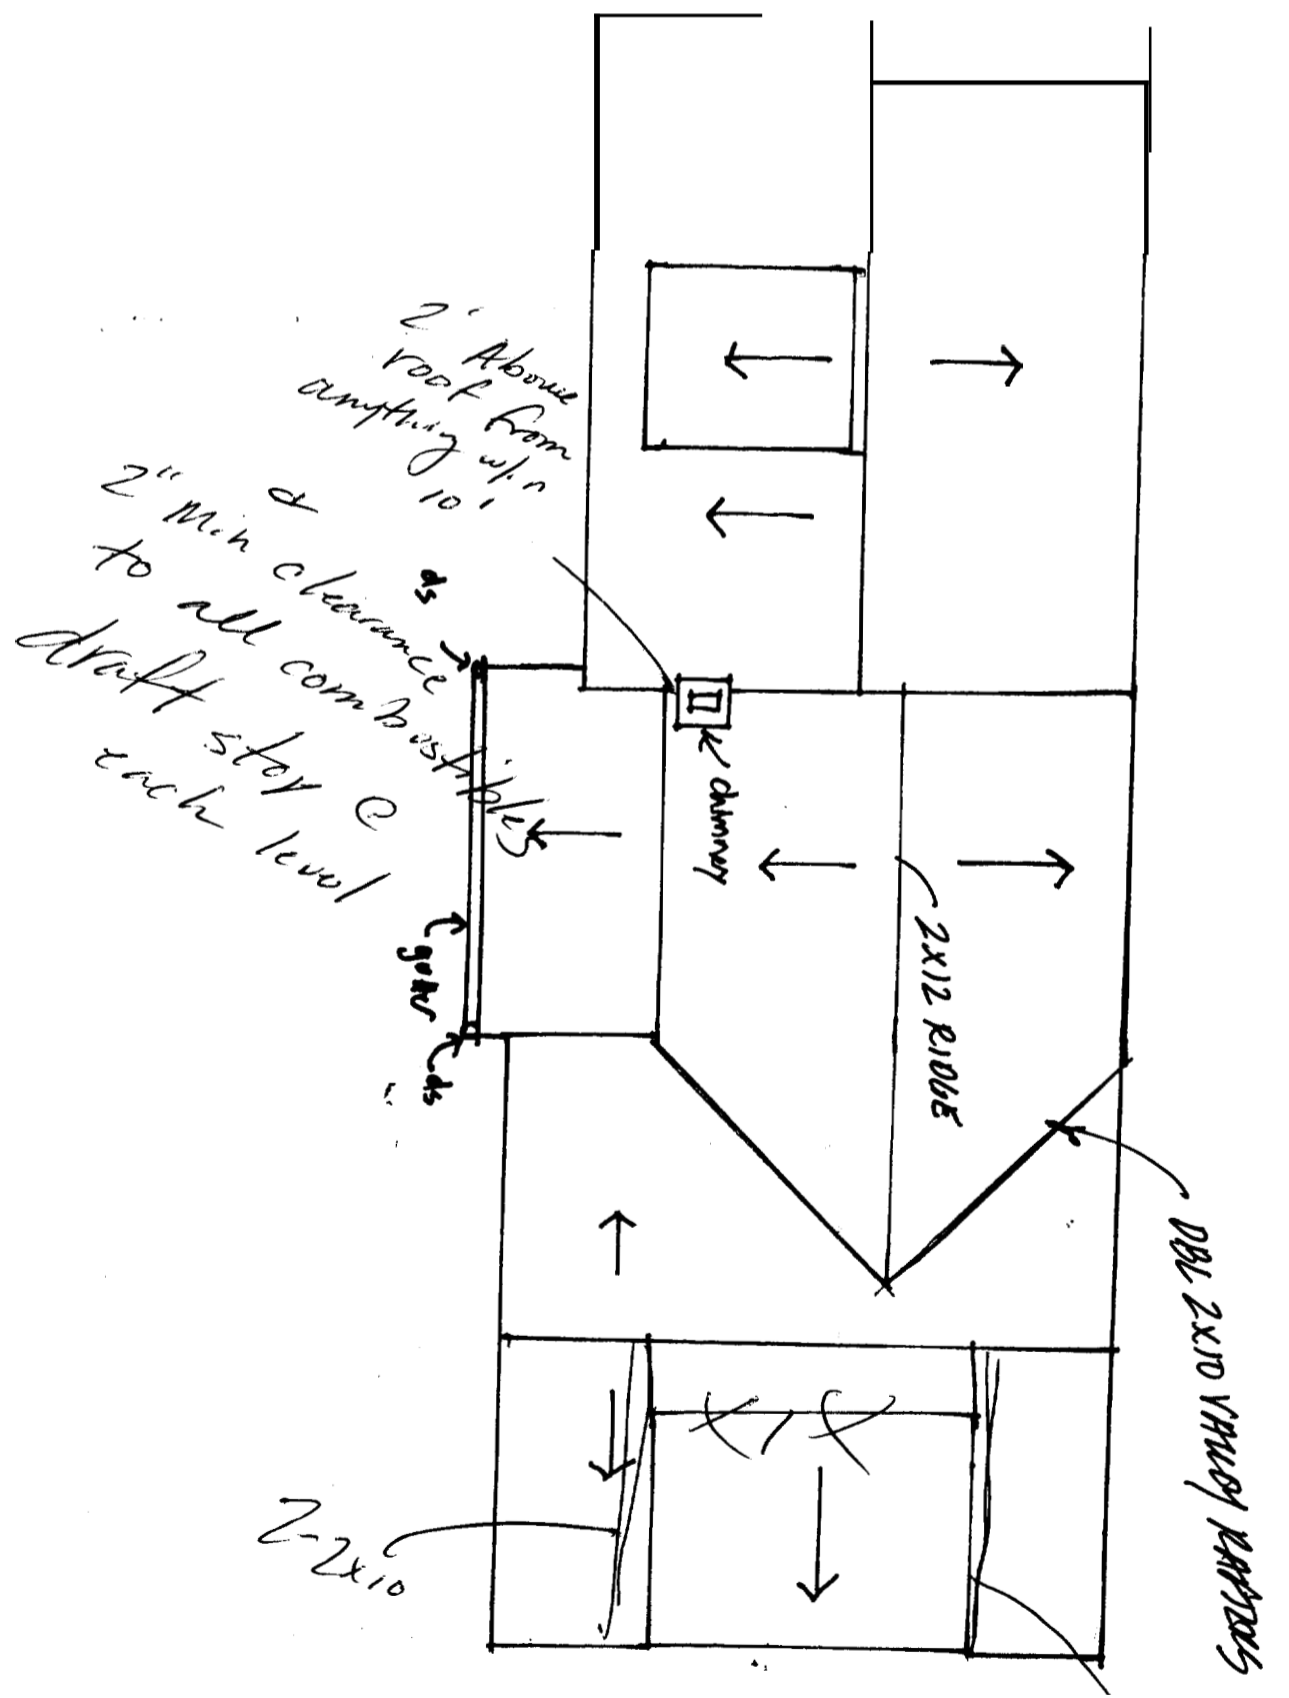 2' Above
roof from
anything w/in
10'
&
2" Min clearance
to all combustibles
draft stop @
each level
ds
chimney
gutter
ds
2X12 RIDGE
DBL 2X10 VALLEY RAFTERS
2-2x10